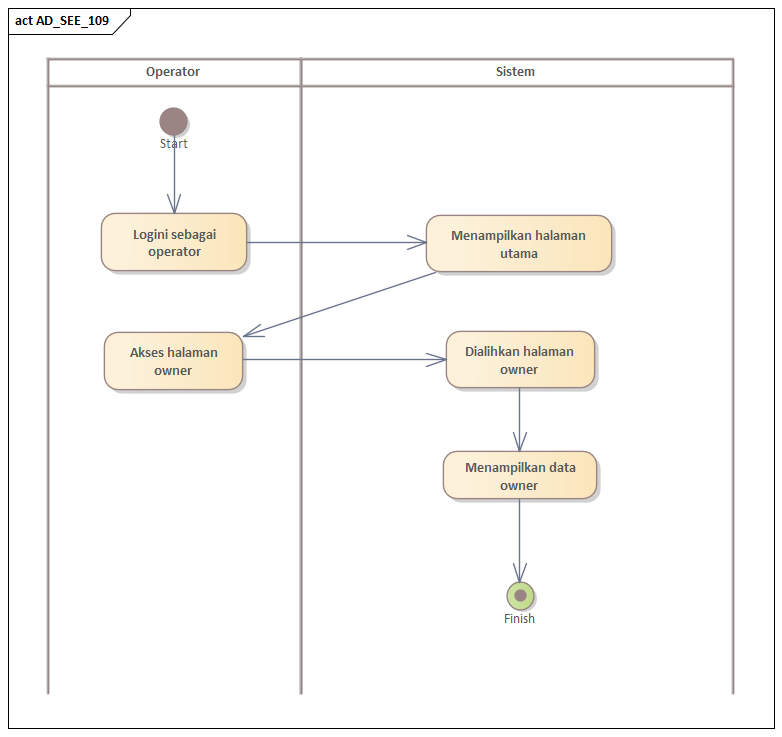 act AD_SEE_109
Operator
Sistem
Start
Logini sebagai
operator
Menampilkan halaman
utama
Akses halaman
owner
Dialihkan halaman
owner
Menampilkan data
owner
Finish